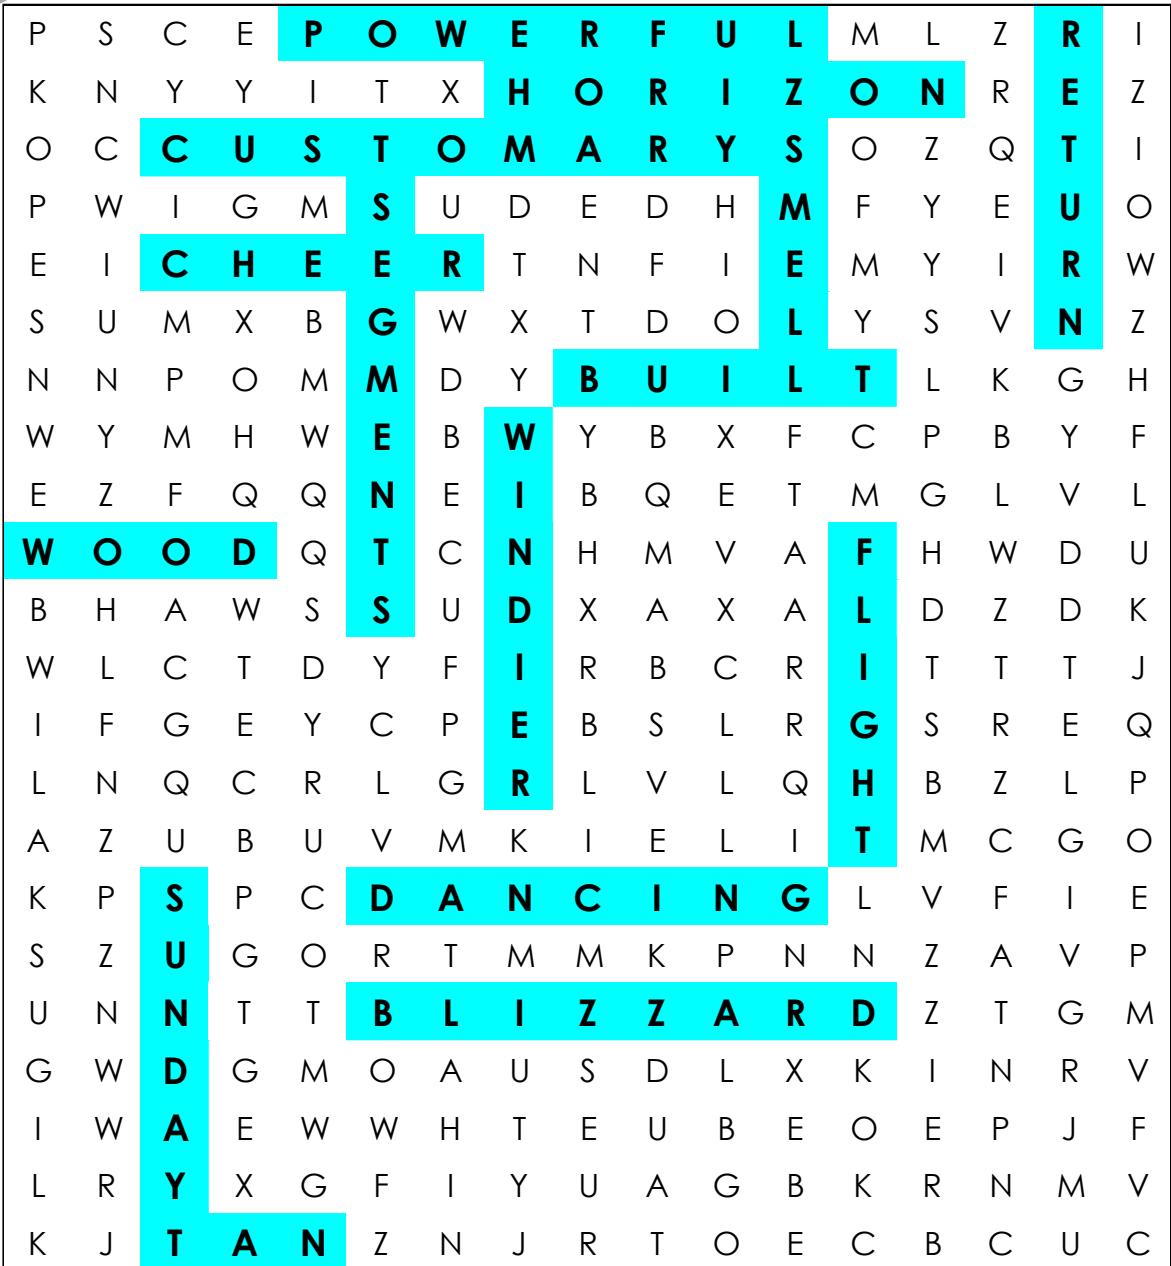 P S C E P O W E R F U L M L Z R I
K N Y Y I T X H O R I Z O N R E Z
O C C U S T O M A R Y S O Z Q T I
P W I G M S U D E D H M F Y E U O
E I C H E E R T N F I E M Y I R W
S U M X B G W X T D O L Y S V N Z
N N P O M M D Y B U I L T L K G H
W Y M H W E B W Y B X F C P B Y F
E Z F Q Q N E I B Q E T M G L V L
W O O D Q T C N H M V A F H W D U
B H A W S S U D X A X A L D Z D K
W L C T D Y F I R B C R I T T T J
I F G E Y C P E B S L R G S R E Q
L N Q C R L G R L V L Q H B Z L P
A Z U B U V M K I E L I T M C G O
K P S P C D A N C I N G L V F I E
S Z U G O R T M M K P N N Z A V P
U N N T T B L I Z Z A R D Z T G M
G W D G M O A U S D L X K I N R V
I W A E W W H T E U B E O E P J F
L R Y X G F I Y U A G B K R N M V
K J T A N Z N J R T O E C B C U C